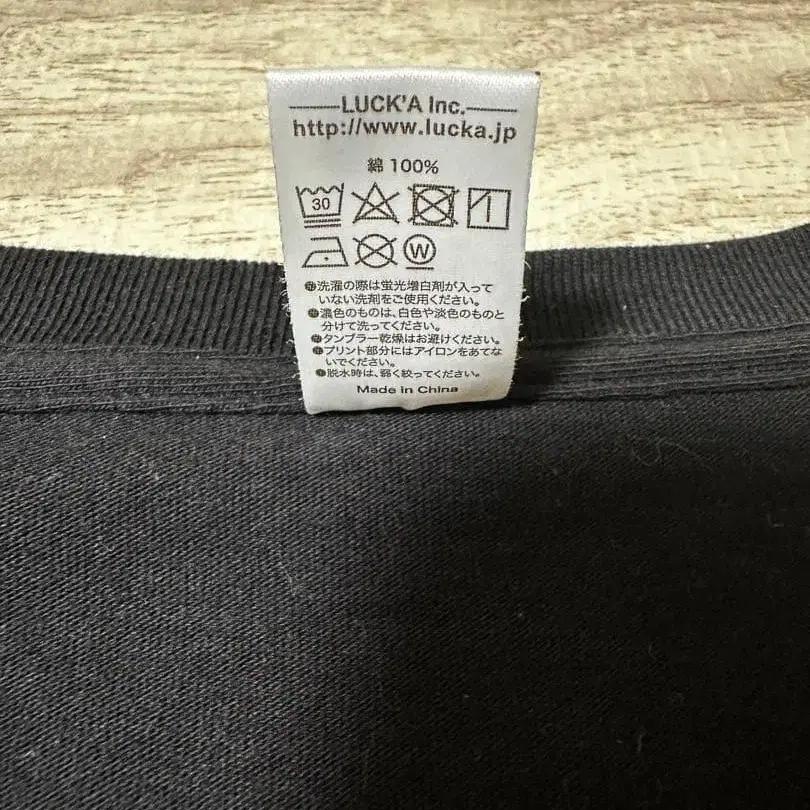 LUCK'A Inc.
http://www.lucka.jp
綿 100%
30
W
洗濯の際は蛍光増白剤が入って
いない洗剤をご使用ください。
濃色のものは、白色や淡色のものと
分けて洗ってください。
タンブラー乾燥はお避けください。
プリント部分にはアイロンをあてな
いでください。
脱水時は、弱く絞ってください。
Made in China